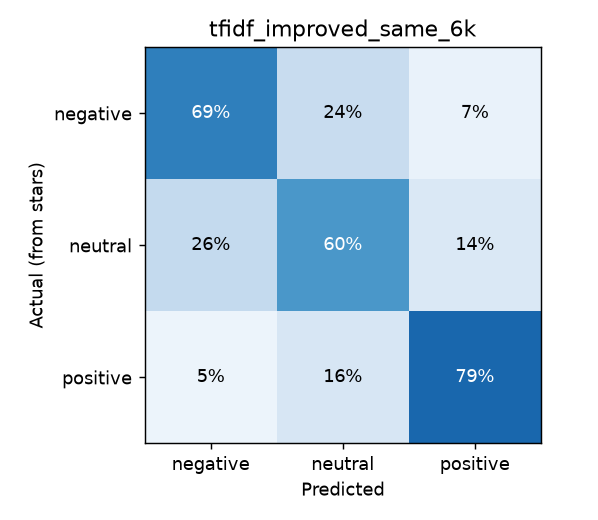 tfidf_improved_same_6k
Actual (from stars)
negative 69% 24% 7%
neutral 26% 60% 14%
positive 5% 16% 79%
negative neutral positive
Predicted